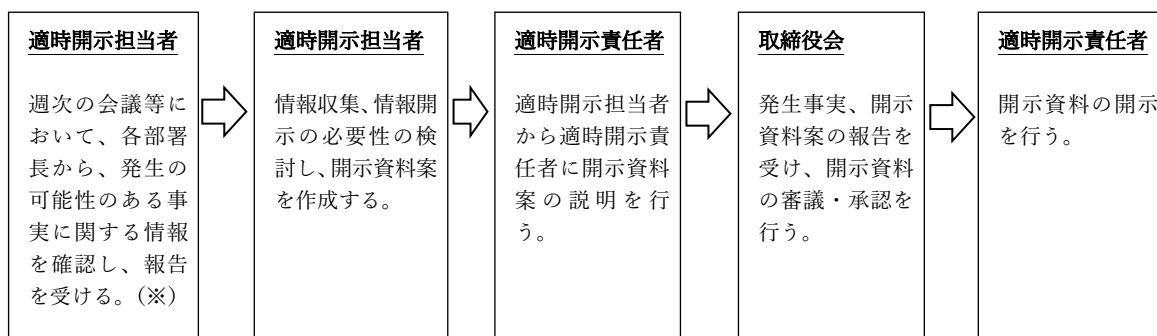 適時開示担当者
週次の会議等に
おいて、各部署
長から、発生の
可能性のある事
実に関する情報
を確認し、報告
を受ける。(※)
適時開示担当者
情報収集、情報開
示の必要性の検
討し、開示資料案
を作成する。
適時開示責任者
適時開示担当者
から適時開示責
任者に開示資料
案の説明を行
う。
取締役会
発生事実、開示
資料案の報告を
受け、開示資料
の審議・承認を
行う。
適時開示責任者
開示資料の開示
を行う。